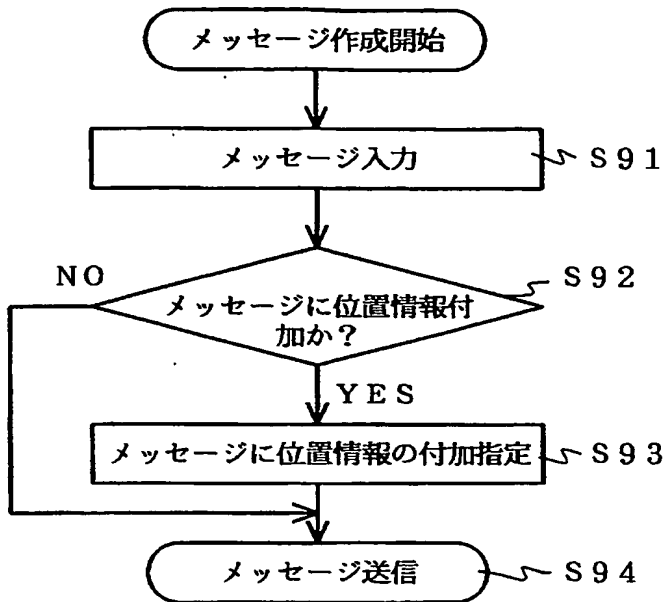 メッセージ作成開始
メッセージ入力
S91
NO
S92
メッセージに位置情報付
加か？
YES
メッセージに位置情報の付加指定
S93
メッセージ送信
S94